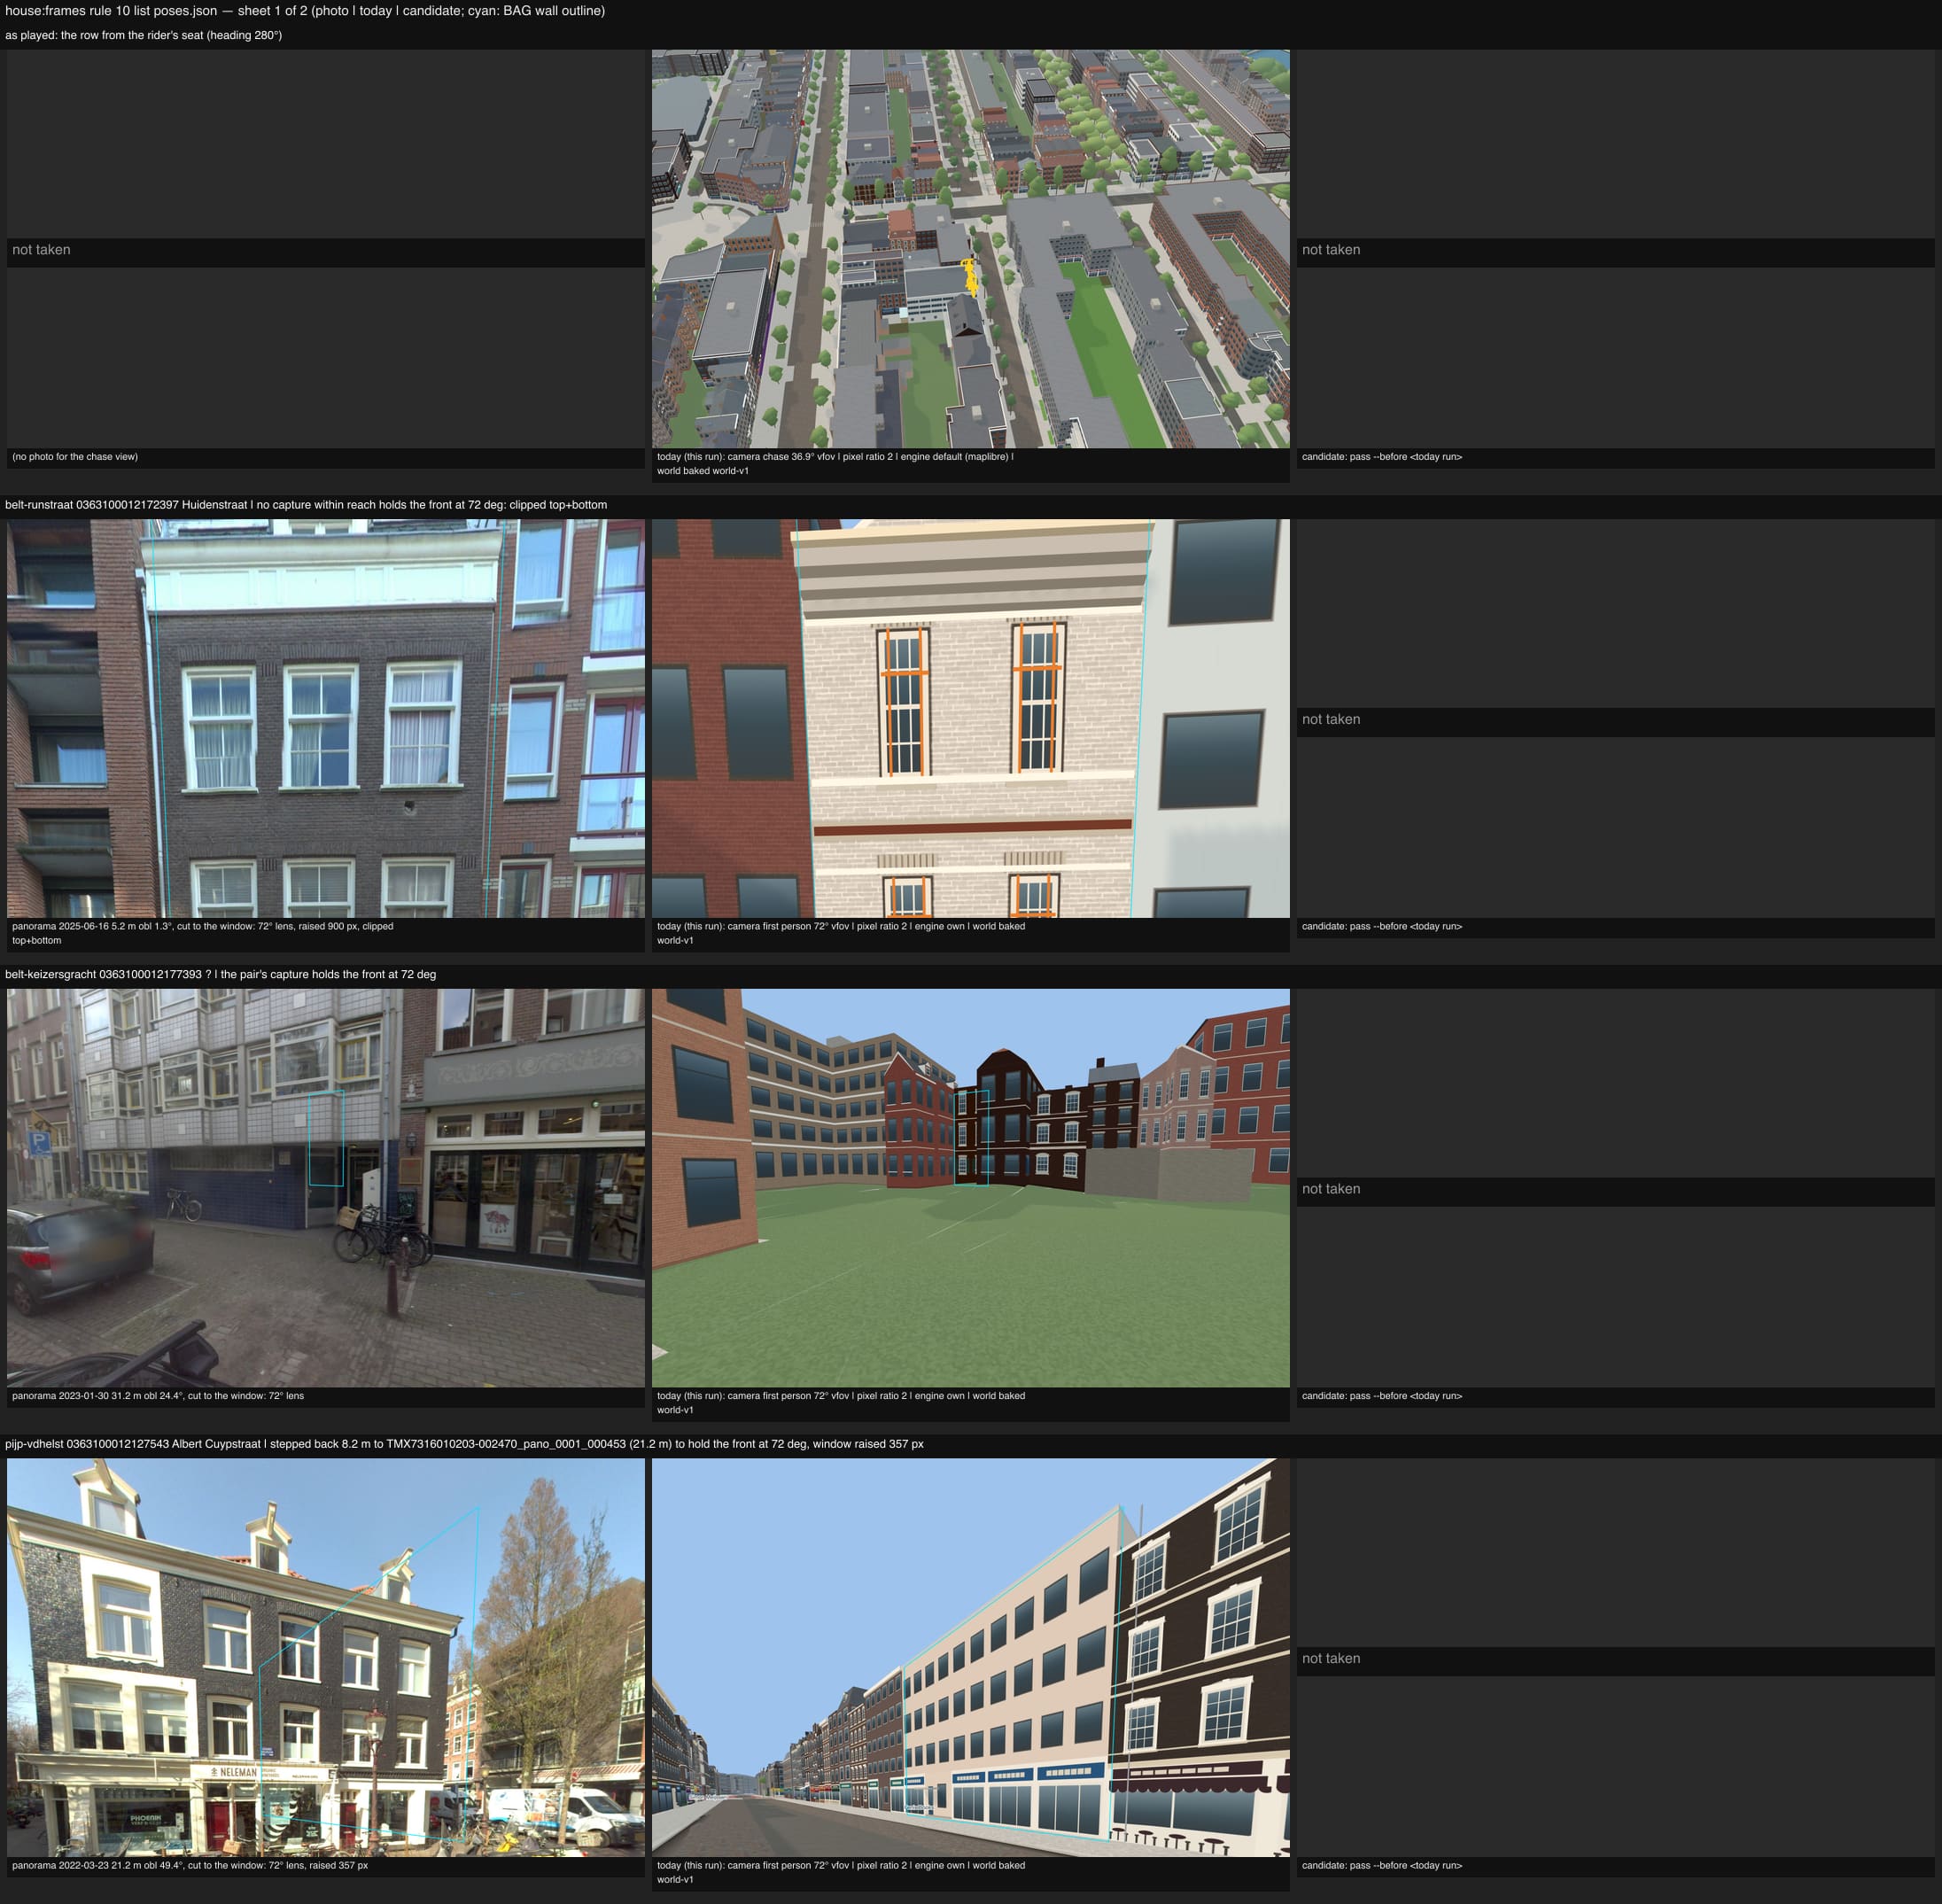 house:frames rule 10 list poses.json — sheet 1 of 2 (photo | today | candidate; cyan: BAG wall outline)
as played: the row from the rider's seat (heading 280°)
not taken
not taken
(no photo for the chase view)
today (this run): camera chase 36.9° vfov | pixel ratio 2 | engine default (maplibre) |
world baked world-v1
candidate: pass --before <today run>
belt-runstraat 0363100012172397 Huidenstraat | no capture within reach holds the front at 72 deg: clipped top+bottom
not taken
panorama 2025-06-16 5.2 m obl 1.3°, cut to the window: 72° lens, raised 900 px, clipped
top+bottom
today (this run): camera first person 72° vfov | pixel ratio 2 | engine own | world baked
world-v1
candidate: pass --before <today run>
belt-keizersgracht 0363100012177393 ? | the pair's capture holds the front at 72 deg
P
not taken
panorama 2023-01-30 31.2 m obl 24.4°, cut to the window: 72° lens
today (this run): camera first person 72° vfov | pixel ratio 2 | engine own | world baked
world-v1
candidate: pass --before <today run>
pijp-vdhelst 0363100012127543 Albert Cuypstraat | stepped back 8.2 m to TMX7316010203-002470_pano_0001_000453 (21.2 m) to hold the front at 72 deg, window raised 357 px
NELEMAN
PHOENIX
not taken
panorama 2022-03-23 21.2 m obl 49.4°, cut to the window: 72° lens, raised 357 px
today (this run): camera first person 72° vfov | pixel ratio 2 | engine own | world baked
world-v1
candidate: pass --before <today run>